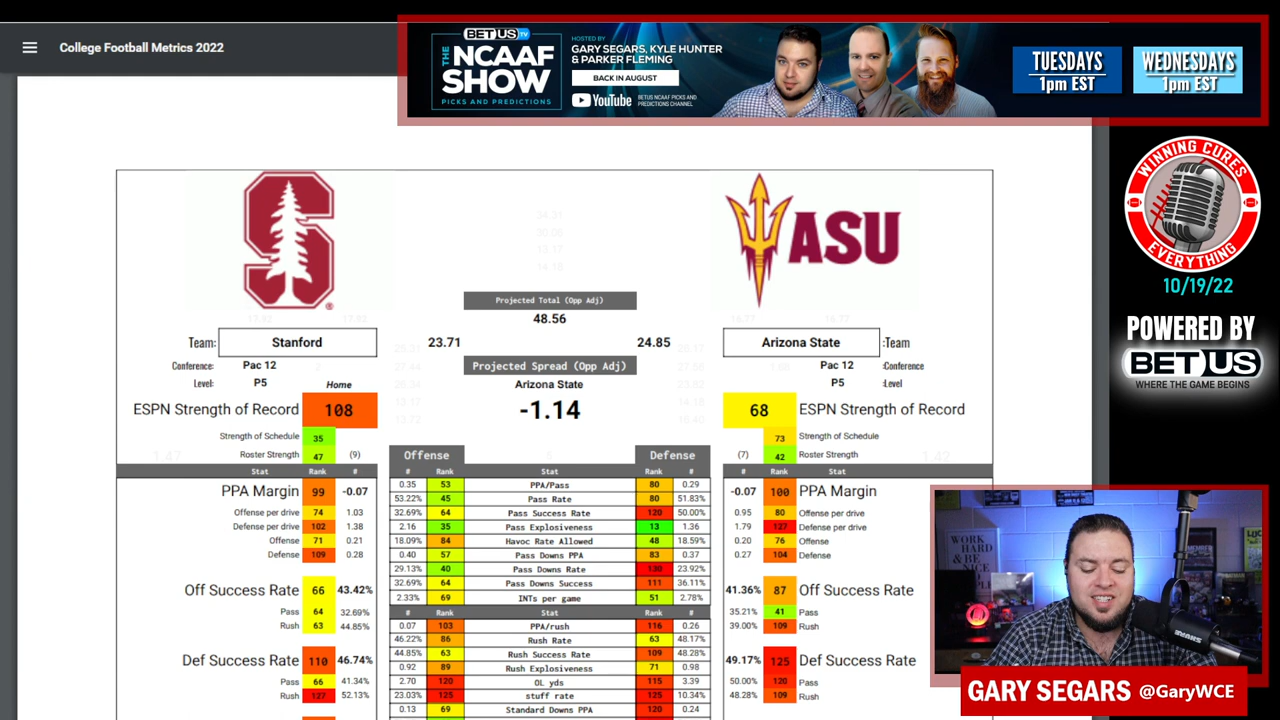 College Football Metrics 2022
BETUS TV
THE NCAAF SHOW
PICKS AND PREDICTIONS
HOSTED BY
GARY SEGARS, KYLE HUNTER
& PARKER FLEMING
BACK IN AUGUST
YouTube
BETUS NCAAF PICKS AND
PREDICTIONS CHANNEL
TUESDAYS
1pm EST
WEDNESDAYS
1pm EST
WINNING CURES
EVERYTHING
10/19/22
POWERED BY
BETUS
WHERE THE GAME BEGINS
S
®
ASU
34.31
30.00
13.17
14.18
Projected Total (Opp Adj)
48.56
Team: Stanford 23.71 24.85 Arizona State :Team
Projected Spread (Opp Adj)
Conference: Pac 12 Pac 12 :Conference
Level: P5 Home Arizona State P5 :Level
ESPN Strength of Record 108 -1.14 68 ESPN Strength of Record
Strength of Schedule 35 73 Strength of Schedule
Roster Strength 47 (9) Offense Defense (7) 42 Roster Strength
1.47 1.42
Stat Rank # # Rank Stat Rank # # Rank Stat
PPA Margin 99 -0.07 -0.07 100 PPA Margin
Offense per drive 74 1.03 0.95 80 Offense per drive
Defense per drive 102 1.38 1.79 127 Defense per drive
Offense 71 0.21 0.20 76 Offense
Defense 109 0.28 0.27 104 Defense
0.35 53 PPA/Pass 80 0.29
53.22% 45 Pass Rate 80 51.83%
32.69% 64 Pass Success Rate 120 50.00%
2.16 35 Pass Explosiveness 13 1.36
18.09% 84 Havoc Rate Allowed 48 18.59%
0.40 57 Pass Downs PPA 83 0.37
29.13% 40 Pass Downs Rate 130 23.92%
32.69% 64 Pass Downs Success 111 36.11%
2.33% 69 INTs per game 51 2.78%
Off Success Rate 66 43.42% 41.36% 87 Off Success Rate
Pass 64 32.69% 35.21% 41 Pass
Rush 63 44.85% 39.00% 109 Rush
# Rank Stat Rank #
0.07 103 PPA/rush 116 0.26
46.22% 86 Rush Rate 63 48.17%
44.85% 63 Rush Success Rate 109 48.28%
0.92 89 Rush Explosiveness 71 0.98
2.70 120 OL yds 115 3.39
23.03% 125 stuff rate 125 10.34%
0.13 69 Standard Downs PPA 120 0.24
Def Success Rate 110 46.74% 49.17% 125 Def Success Rate
Pass 66 41.34% 50.00% 120 Pass
Rush 127 52.13% 48.28% 109 Rush
WORK
HARD
GARY SEGARS @GaryWCE